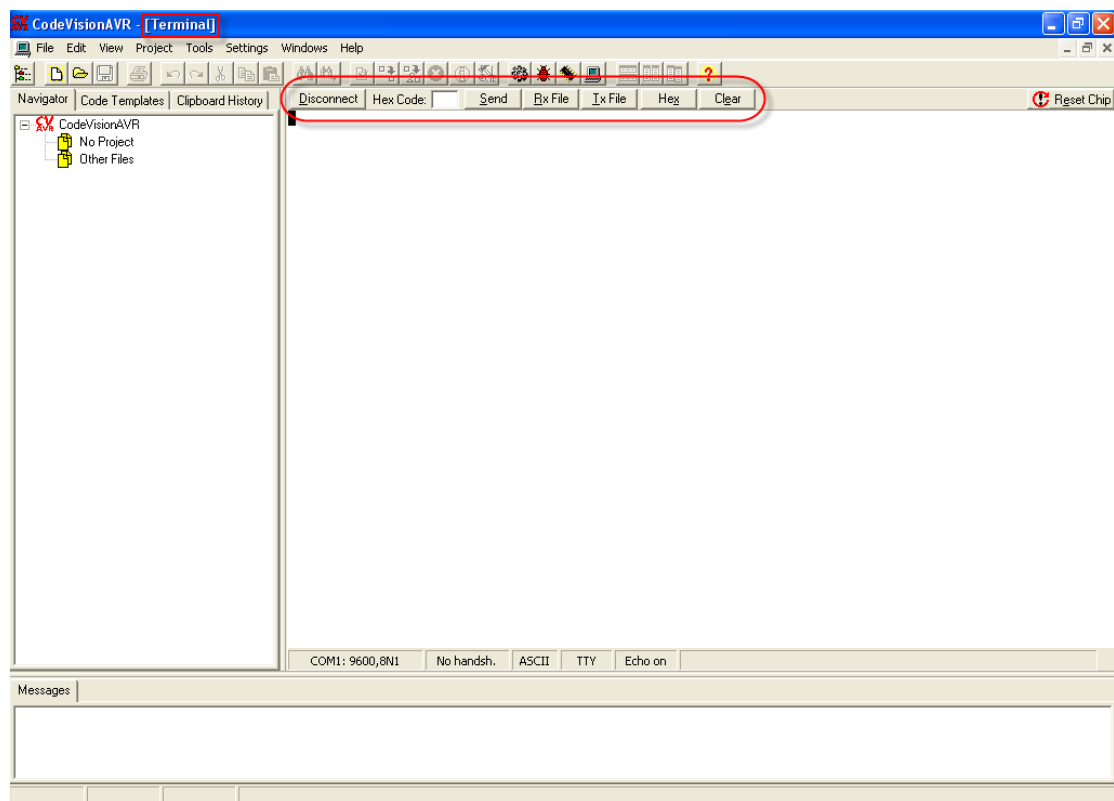 CodeVisionAVR - [Terminal]
File Edit View Project Tools Settings Windows Help
Navigator Code Templates Clipboard History
Disconnect Hex Code: Send Rx File Tx File Hex Clear Reset Chip
CodeVisionAVR
No Project
Other Files
COM1: 9600,8N1 No handsh. ASCII TTY Echo on
Messages